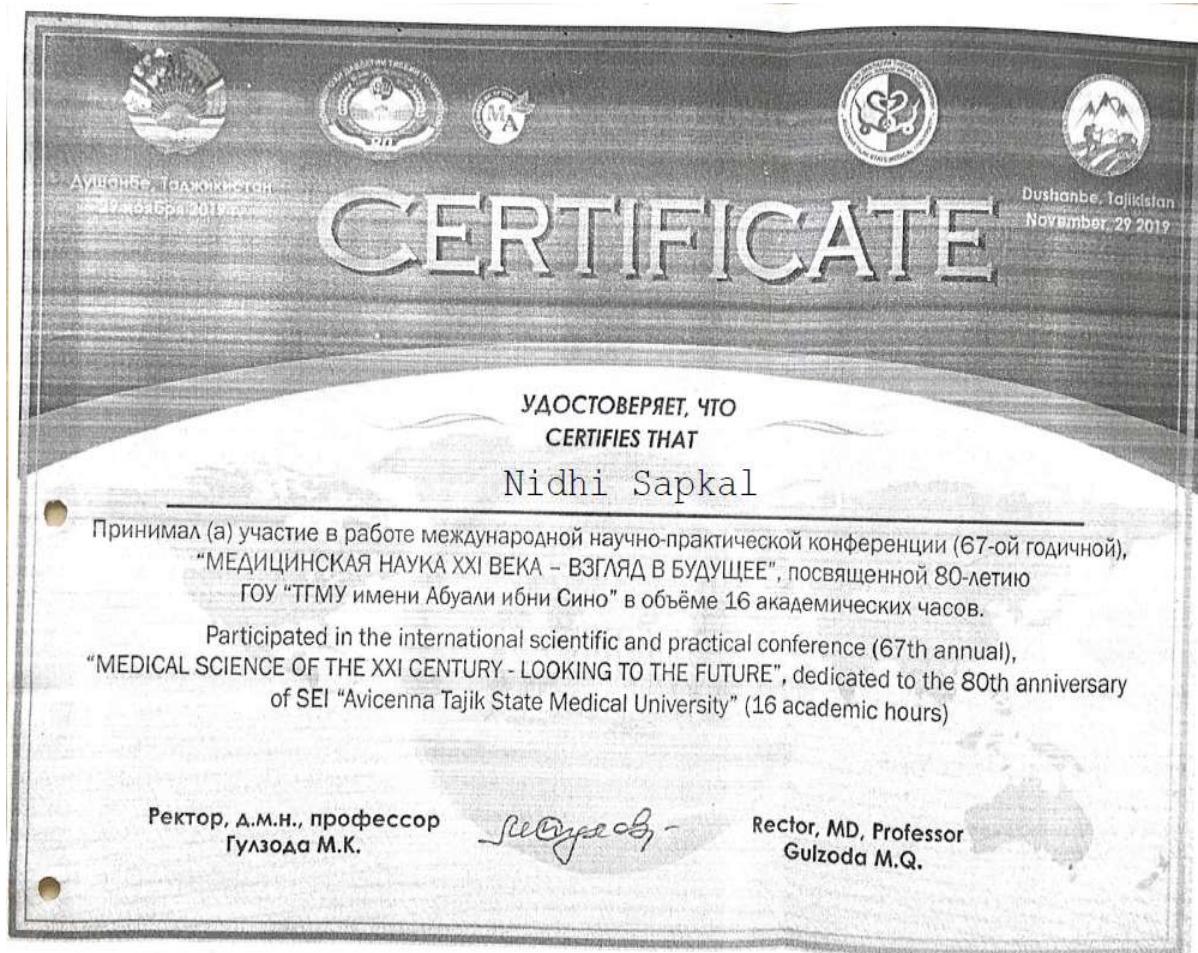 Душанбе, Таджикистан
29 ноября 2019 г.
Dushanbe, Tajikistan
November, 29 2019
CERTIFICATE
УДОСТОВЕРЯЕТ, ЧТО
CERTIFIES THAT
Nidhi Sapkal
Принимал (а) участие в работе международной научно-практической конференции (67-ой годичной),
"МЕДИЦИНСКАЯ НАУКА XXI ВЕКА – ВЗГЛЯД В БУДУЩЕЕ", посвященной 80-летию
ГОУ "ТГМУ имени Абуали ибни Сино" в объёме 16 академических часов.
Participated in the international scientific and practical conference (67th annual),
"MEDICAL SCIENCE OF THE XXI CENTURY - LOOKING TO THE FUTURE", dedicated to the 80th anniversary
of SEI "Avicenna Tajik State Medical University" (16 academic hours)
Ректор, д.м.н., профессор
Гулзода М.К.
Rector, MD, Professor
Gulzoda M.Q.